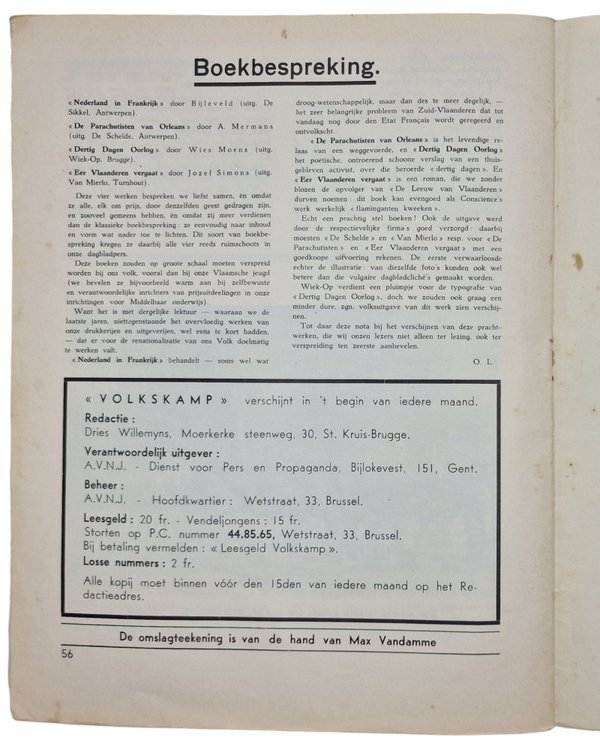 Boekbespreking.
« Nederland in Frankrijk » door Bijleveld (uitg. De
Sikkel, Antwerpen).
« De Parachutisten van Orleans » door A. Mermans
(uitg. De Schelde, Antwerpen).
« Dertig Dagen Oorlog » door Wies Moens (uitg.
Wiek-Op, Brugge).
« Eer Vlaanderen vergaat » door Jozef Simons (uitg.
Van Mierlo, Turnhout).
Deze vier werken bespreken we liefst samen, èn omdat
ze alle, elk om prijs, door denzelfden geest gedragen zijn,
en zooveel gemeens hebben, èn omdat zij meer verdienen
dan de klassieke boekbespreking: ze eenvoudig naar inhoud
en vorm wat nader toe te lichten. Dit soort van boekbe-
spreking kregen ze daarbij alle vier reeds ruimschoots in
onze dagbladpers.
Deze boeken zouden op groote schaal moeten verspreid
worden bij ons volk, vooral dan bij onze Vlaamsche jeugd
(we bevelen ze bijvoorbeeld warm aan bij zelfbewuste
en verantwoordelijke inrichters van prijsuitdeelingen in onze
inrichtingen voor Middelbaar onderwijs).
Want het is met dergelijke lektuur — waaraan we de
laatste jaren, niettegenstaande het overvloedig werken van
onze drukkerijen en uitgeverijen, wel eens te kort hadden,
— dat er voor de renationalisatie van ons Volk doelmatig
te werken valt.
« Nederland in Frankrijk » behandelt — soms wel wat
droog-wetenschappelijk, maar dan des te meer degelijk, —
het zeer belangrijke probleem van Zuid-Vlaanderen dat tot
vandaag nog door den Etat Français wordt geregeerd en
ontvolkscht.
« De Parachutisten van Orleans » is het levendige re-
laas van een weggevoerde, en « Dertig Dagen Oorlog »
het poëtische, ontroerend schoone verslag van een thuis-
gebleven activist, over die beroerde « dertig dagen ». En
« Eer Vlaanderen vergaat » is een roman, die we zonder
blozen de opvolger van « De Leeuw van Vlaanderen »
durven noemen : dit boek kan evengoed als Conscience's
werk werkelijk « flaminganten kweeken ».
Echt een prachtig stel boeken ! Ook de uitgave werd
door de respectievelijke firma's goed verzorgd : daarbij
moesten « De Schelde » en « Van Mierlo » resp. voor « De
Parachutisten » en « Eer Vlaanderen vergaat » met een
goedkoope uitvoering rekenen. De eerste verwaarloosde
echter de illustratie : van diezelfde foto's konden ook wel
betere dan die vulgaire dagbladcliché's gemaakt worden.
Wiek-Op verdient een pluimpje voor de typografie van
« Dertig Dagen Oorlog », doch we zouden ook graag een
minder dure, zgn. volksuitgave van dit werk zien verschij-
nen.
Tot daar deze nota bij het verschijnen van deze pracht-
werken, die wij onzen lezers niet alleen ter lezing, ook ter
verspreiding ten zeerste aanbevelen.
O. L.
« VOLKSKAMP » verschijnt in 't begin van iedere maand.
Redactie :
Dries Willemyns, Moerkerke steenweg, 30, St. Kruis-Brugge.
Verantwoordelijk uitgever :
A.V.N.J. - Dienst voor Pers en Propaganda, Bijlokevest, 151, Gent.
Beheer :
A.V.N.J. - Hoofdkwartier : Wetstraat, 33, Brussel.
Leesgeld : 20 fr. - Vendeljongens : 15 fr.
Storten op P.C. nummer 44.85.65, Wetstraat, 33, Brussel.
Bij betaling vermelden : « Leesgeld Volkskamp ».
Losse nummers : 2 fr.
Alle kopij moet binnen vóór den 15den van iedere maand op het Re-
dactieadres.
De omslagteekening is van de hand van Max Vandamme
56